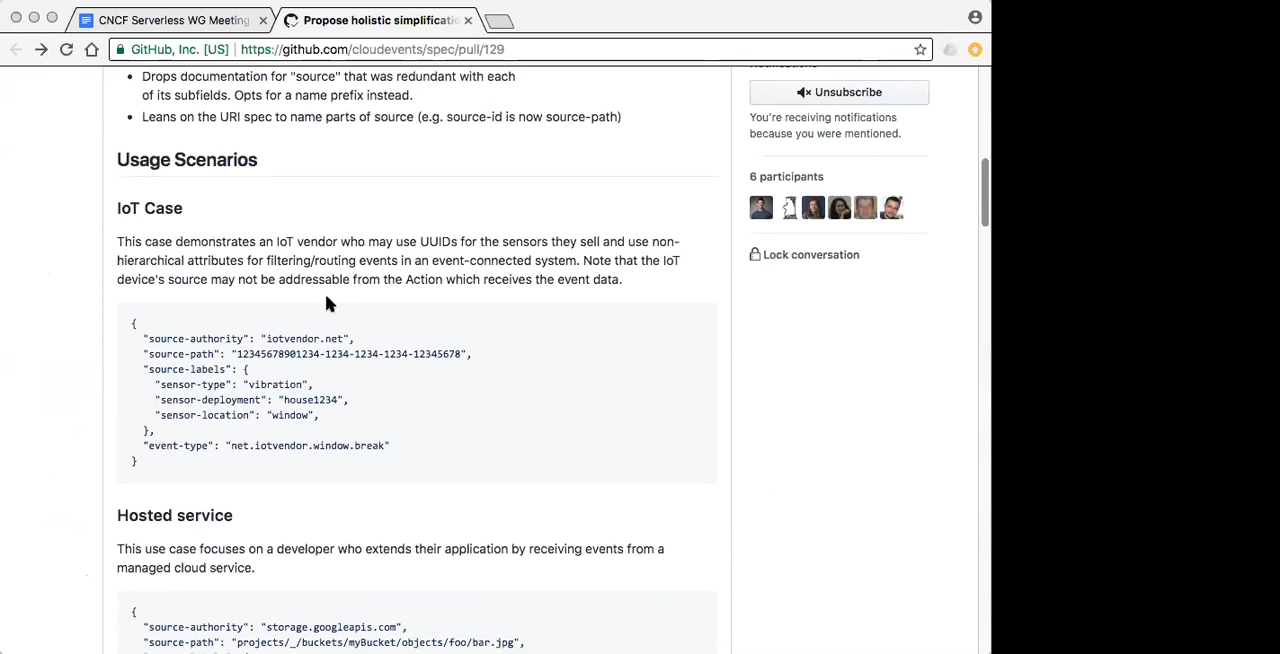 CNCF Serverless WG Meeting
Propose holistic simplificatio
GitHub, Inc. [US] https://github.com/cloudevents/spec/pull/129
Drops documentation for "source" that was redundant with each
of its subfields. Opts for a name prefix instead.
Leans on the URI spec to name parts of source (e.g. source-id is now source-path)
Usage Scenarios
IoT Case
This case demonstrates an IoT vendor who may use UUIDs for the sensors they sell and use non-
hierarchical attributes for filtering/routing events in an event-connected system. Note that the IoT
device's source may not be addressable from the Action which receives the event data.
{
"source-authority": "iotvendor.net",
"source-path": "12345678901234-1234-1234-1234-12345678",
"source-labels": {
"sensor-type": "vibration",
"sensor-deployment": "house1234",
"sensor-location": "window",
},
"event-type": "net.iotvendor.window.break"
}
Hosted service
This use case focuses on a developer who extends their application by receiving events from a
managed cloud service.
{
"source-authority": "storage.googleapis.com",
"source-path": "projects/_/buckets/myBucket/objects/foo/bar.jpg",
Notifications
Unsubscribe
You're receiving notifications
because you were mentioned.
6 participants
Lock conversation